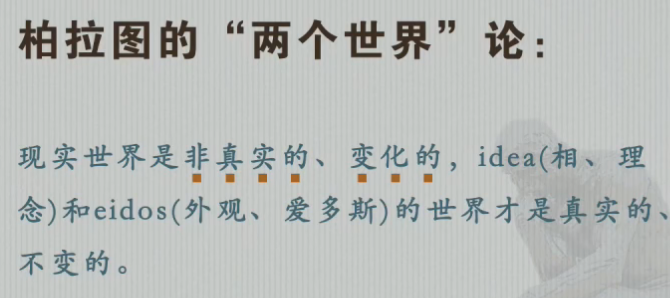 柏拉图的“两个世界”论：
现实世界是非真实的、变化的，idea(相、理
念)和eidos(外观、爱多斯)的世界才是真实的、
不变的。